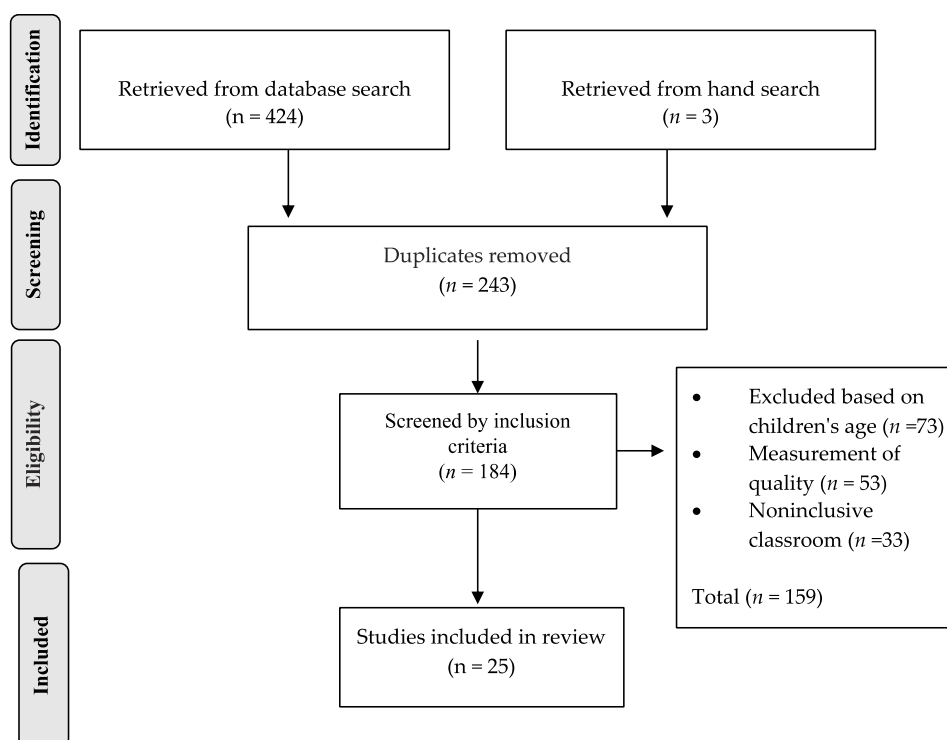 Identification
Retrieved from database search
(n = 424)
Retrieved from hand search
(n = 3)
Screening
Duplicates removed
(n = 243)
Eligibility
Screened by inclusion
criteria
(n = 184)
• Excluded based on
children's age (n =73)
• Measurement of
quality (n = 53)
• Noninclusive
classroom (n =33)
Total (n = 159)
Included
Studies included in review
(n = 25)